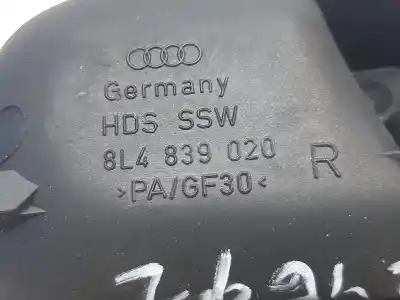 Germany
HDS SSW
8L4 839 020 R
>PA/GF30<